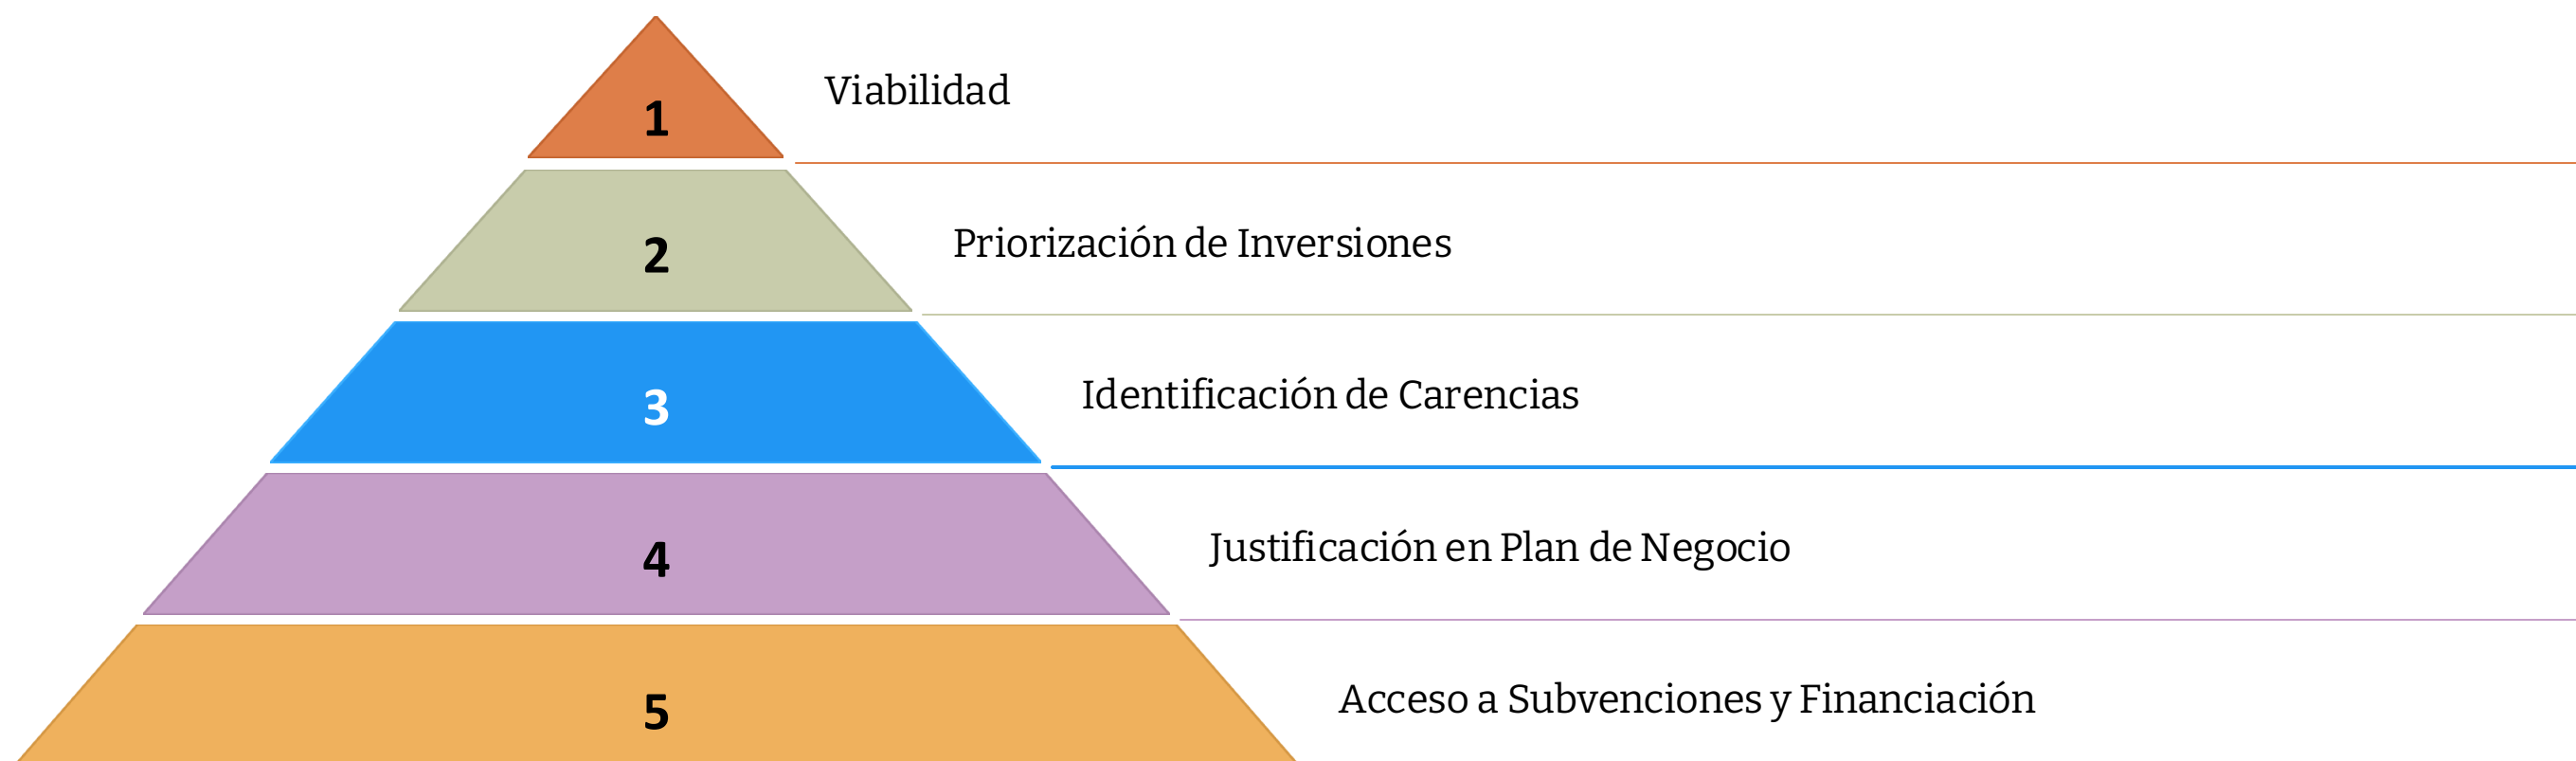 1
Viabilidad
2
Priorización de Inversiones
3
Identificación de Carencias
4
Justificación en Plan de Negocio
5
Acceso a Subvenciones y Financiación